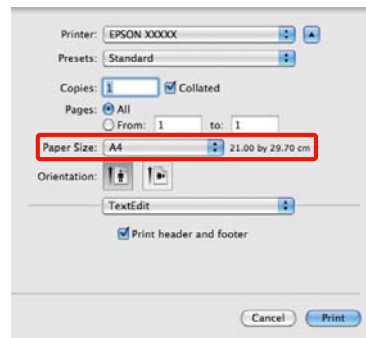 Printer: EPSON XXXXX
Presets: Standard
Copies: 1 Collated
Pages: All
From: 1 to: 1
Paper Size: A4 21.00 by 29.70 cm
Orientation:
TextEdit
Print header and footer
Cancel Print